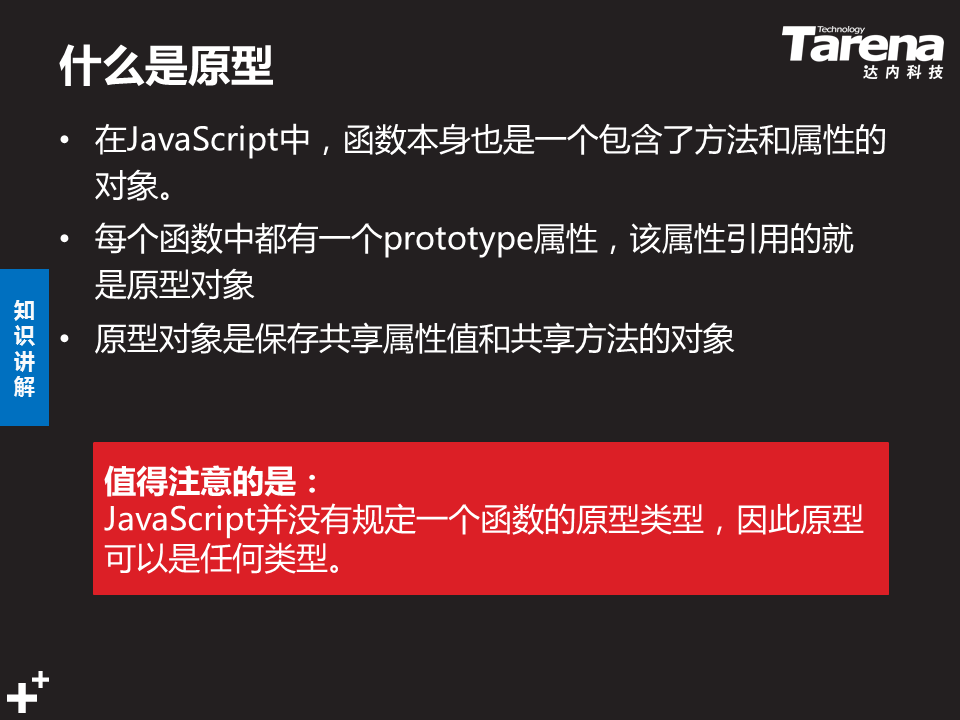 什么是原型
Technology
Tarena
达内科技
• 在JavaScript中，函数本身也是一个包含了方法和属性的
对象。
• 每个函数中都有一个prototype属性，该属性引用的就
是原型对象
• 原型对象是保存共享属性值和共享方法的对象
知识讲解
值得注意的是：
JavaScript并没有规定一个函数的原型类型，因此原型
可以是任何类型。